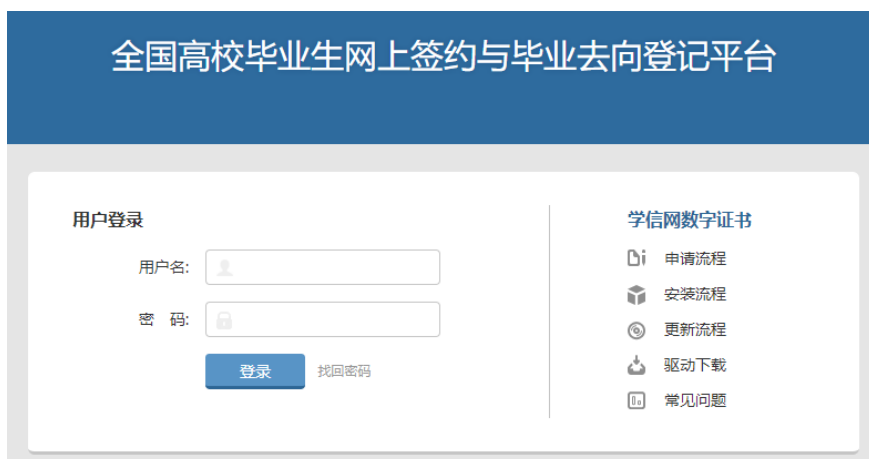 全国高校毕业生网上签约与毕业去向登记平台
用户登录
用户名:
密 码:
登录 找回密码
学信网数字证书
申请流程
安装流程
更新流程
驱动下载
常见问题